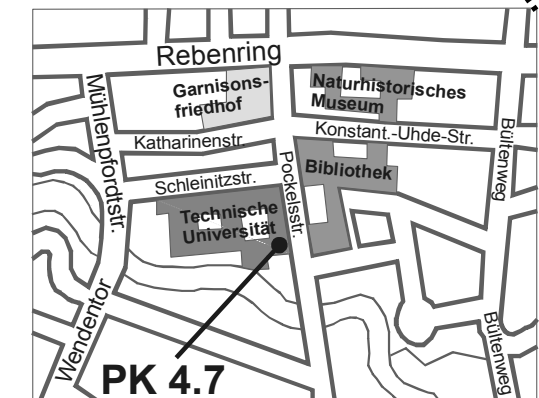 Rebenring
Garnisons-
friedhof
Naturhistorisches
Museum
Mühlenpfordtstr.
Katharinenstr.
Konstant.-Uhde-Str.
Bültenweg
Schleinitzstr.
Pockelsstr.
Bibliothek
Technische
Universität
Wendentor
Bültenweg
PK 4.7